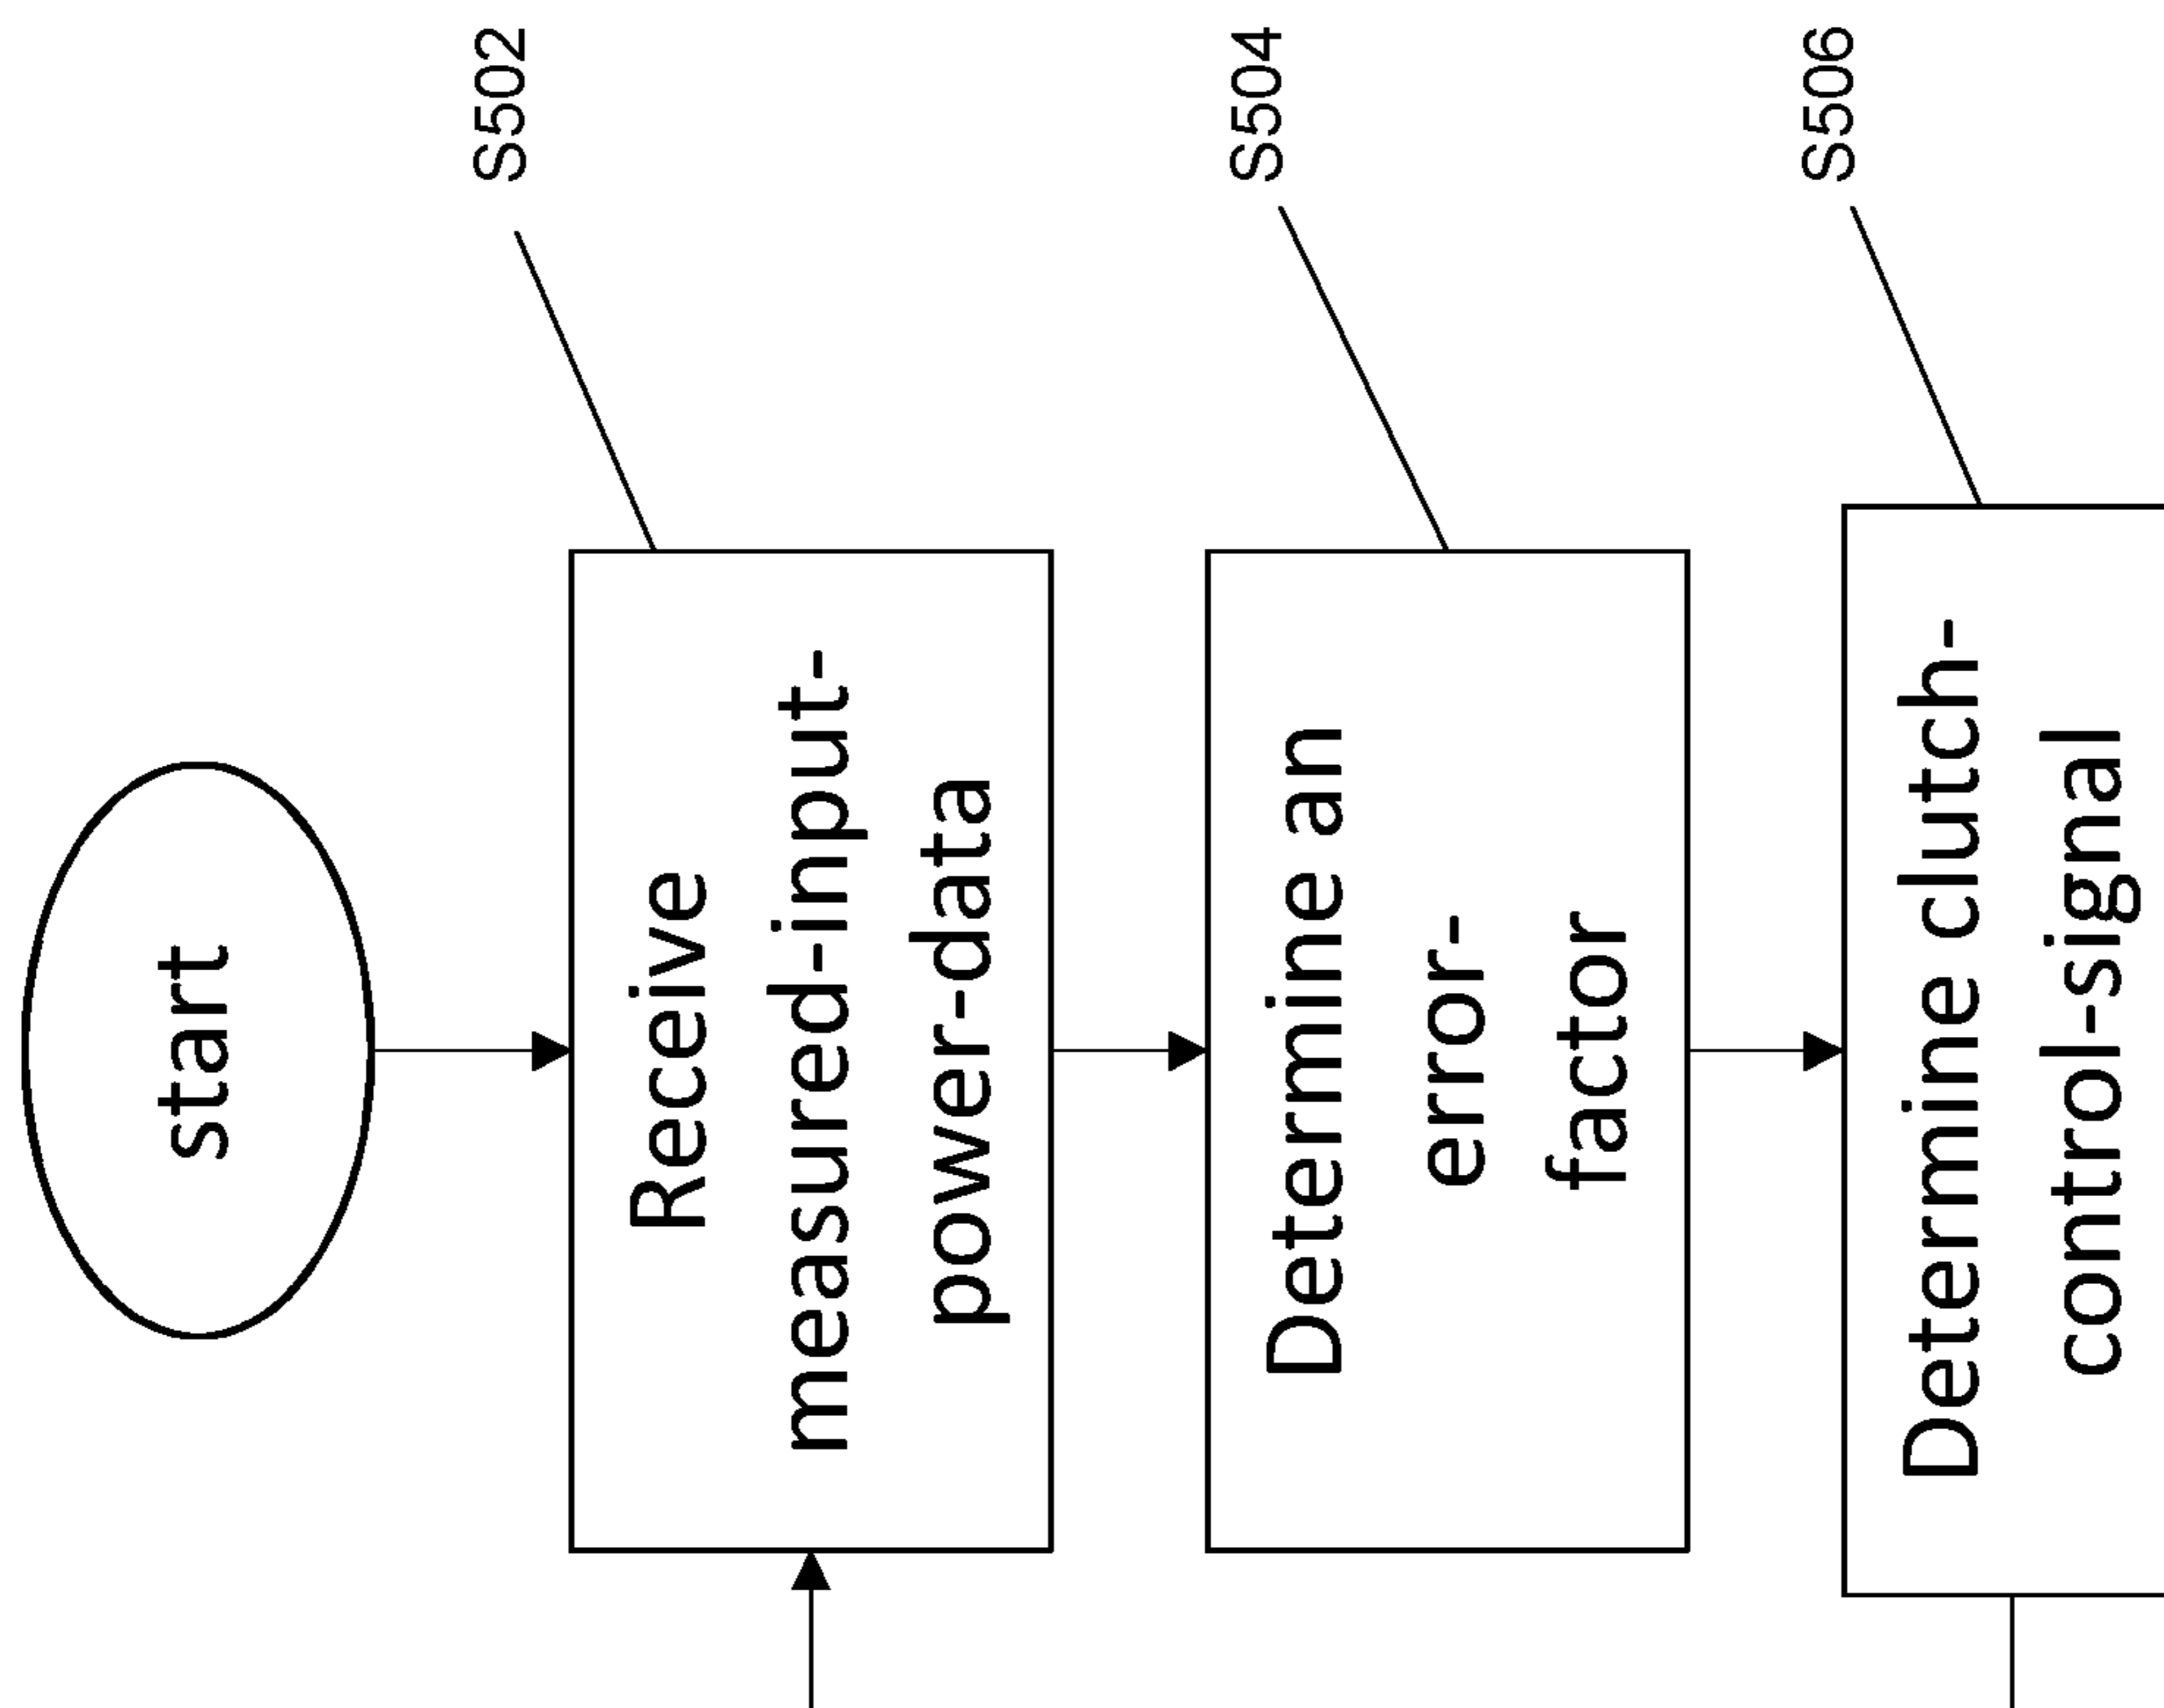 start
S502
Receive
measured-input-
power-data
S504
Determine an
error-
factor
S506
Determine clutch-
control-signal